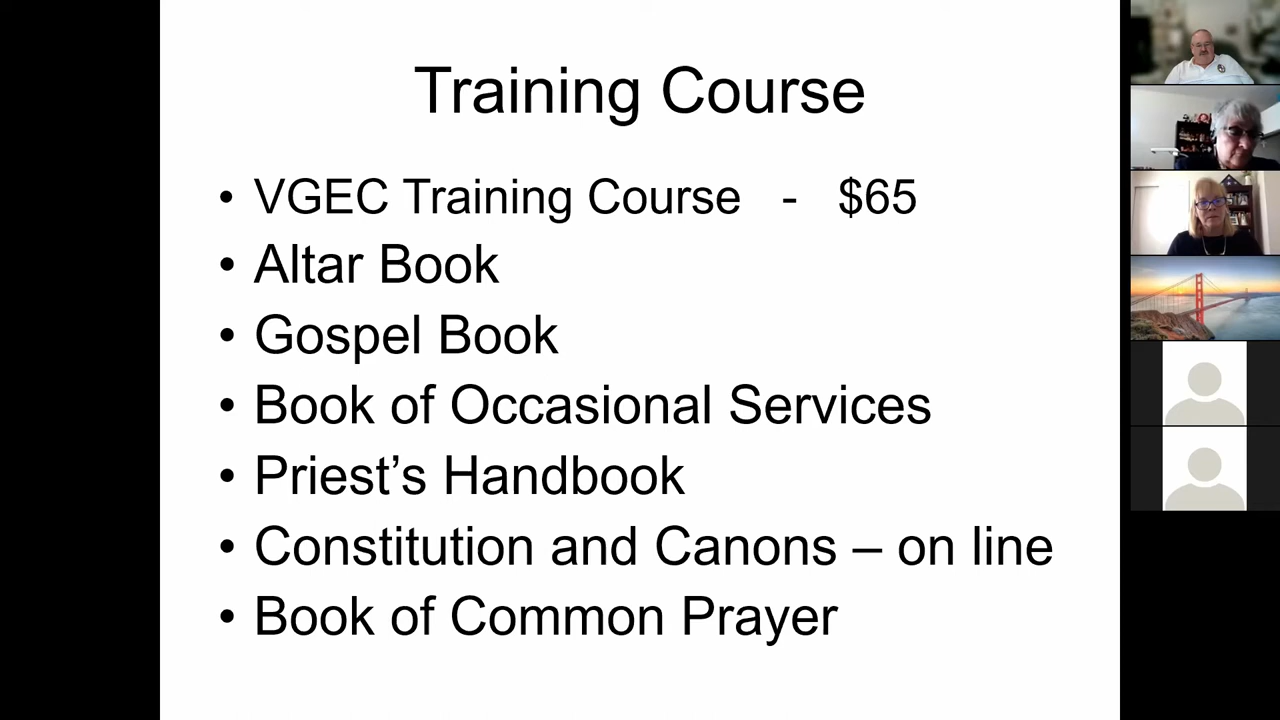 Training Course
• VGEC Training Course - $65
• Altar Book
• Gospel Book
• Book of Occasional Services
• Priest’s Handbook
• Constitution and Canons – on line
• Book of Common Prayer